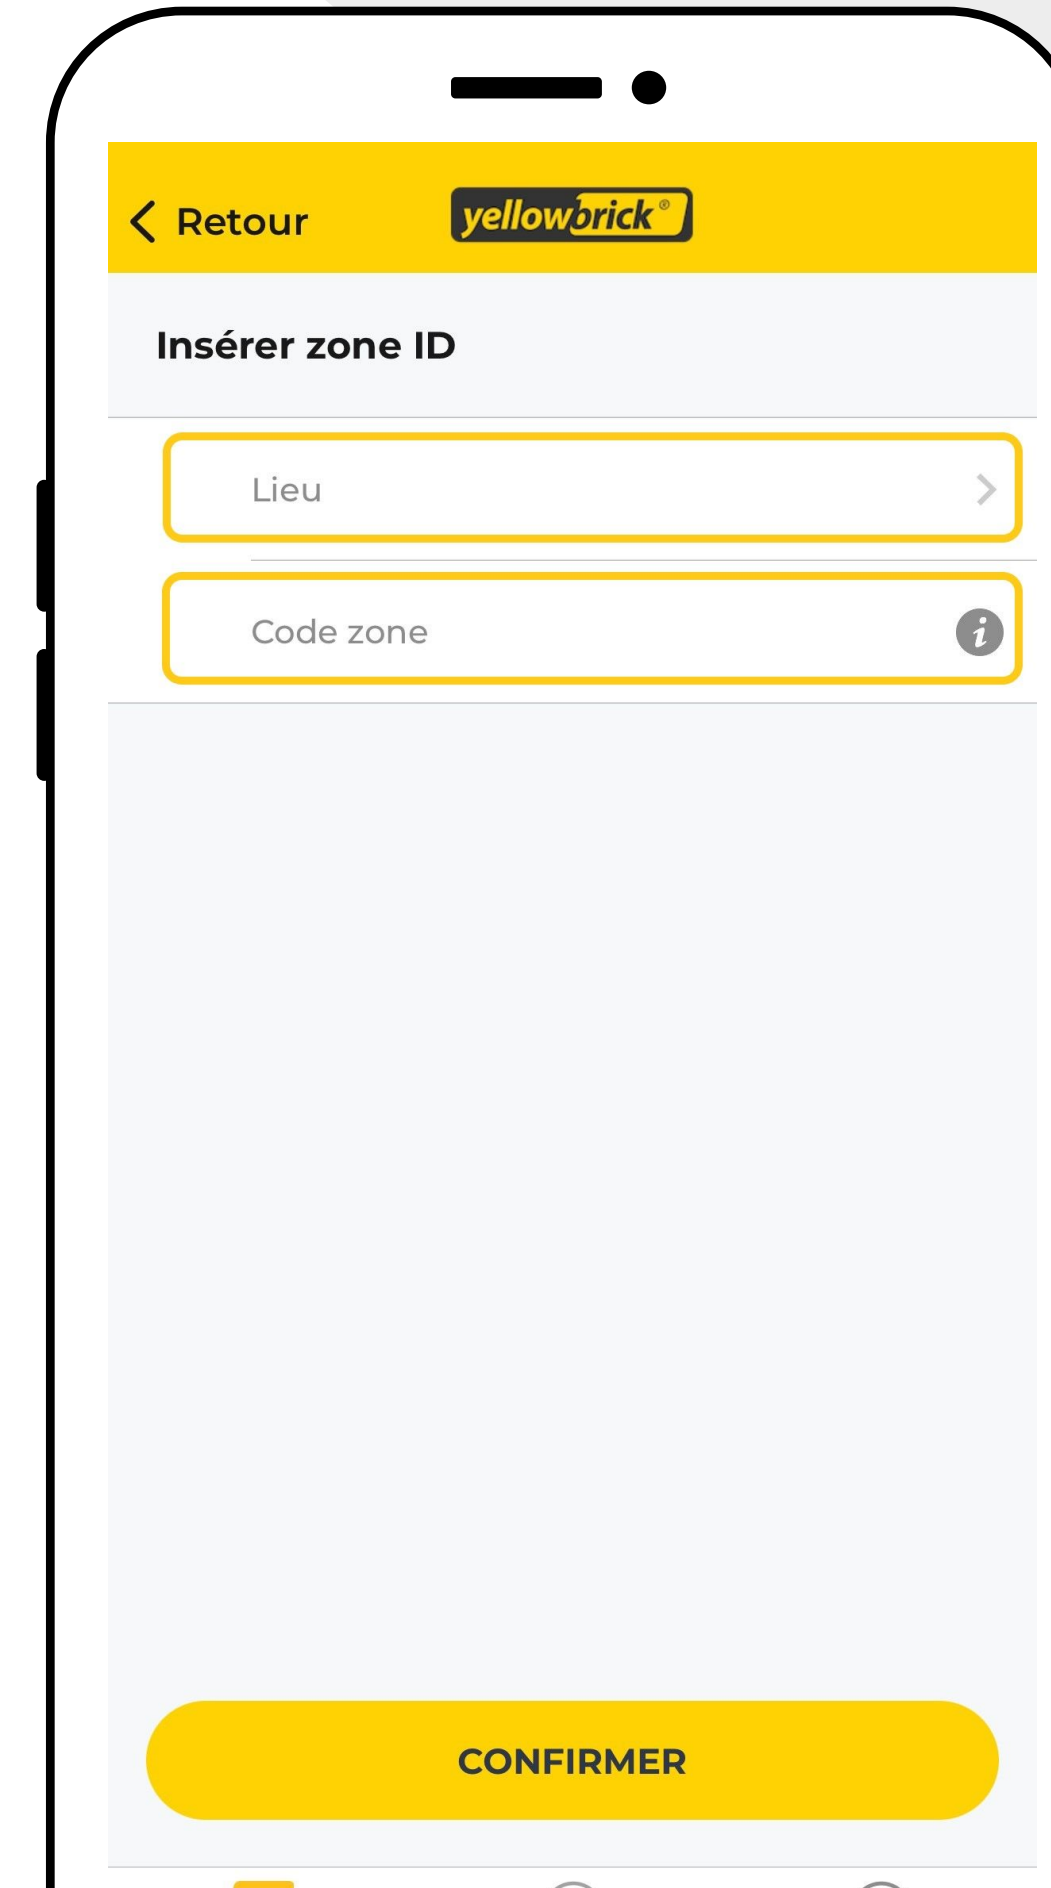 Retour
yellowbrick®
Insérer zone ID
Lieu
Code zone
i
CONFIRMER